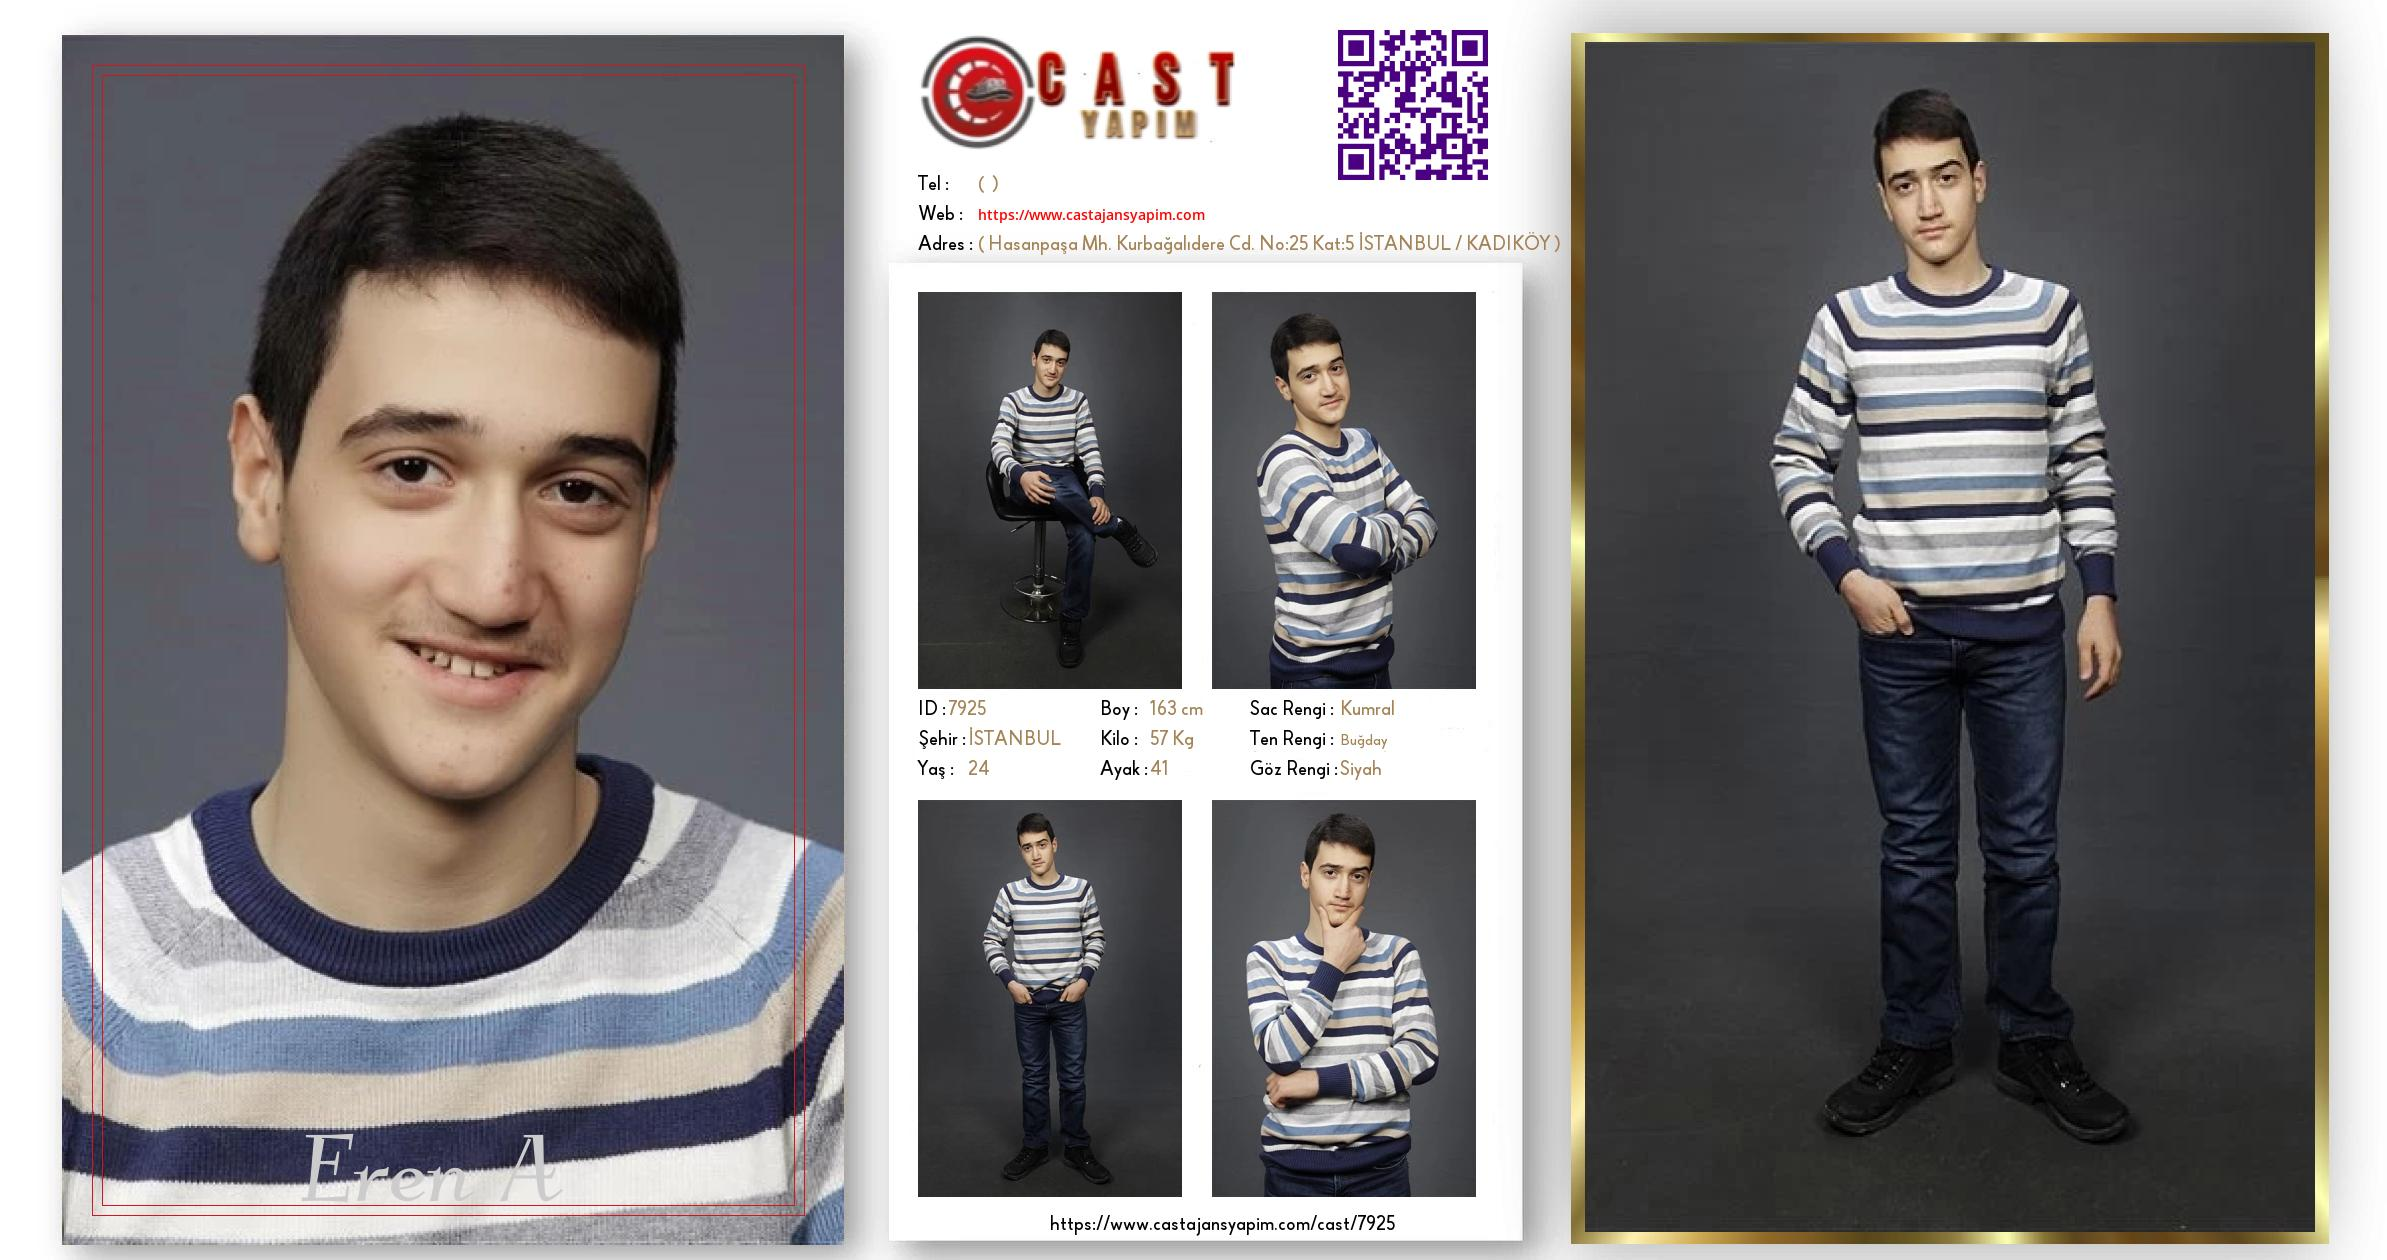 CAST
YAPIM
Tel : ( )
Web : https://www.castajansyapim.com
Adres : ( Hasanpaşa Mh. Kurbağalıdere Cd. No:25 Kat:5 İSTANBUL / KADIKÖY )
ID : 7925 Boy : 163 cm Sac Rengi : Kumral
Şehir : İSTANBUL Kilo : 57 Kg Ten Rengi : Buğday
Yaş : 24 Ayak : 41 Göz Rengi : Siyah
Eren A
https://www.castajansyapim.com/cast/7925